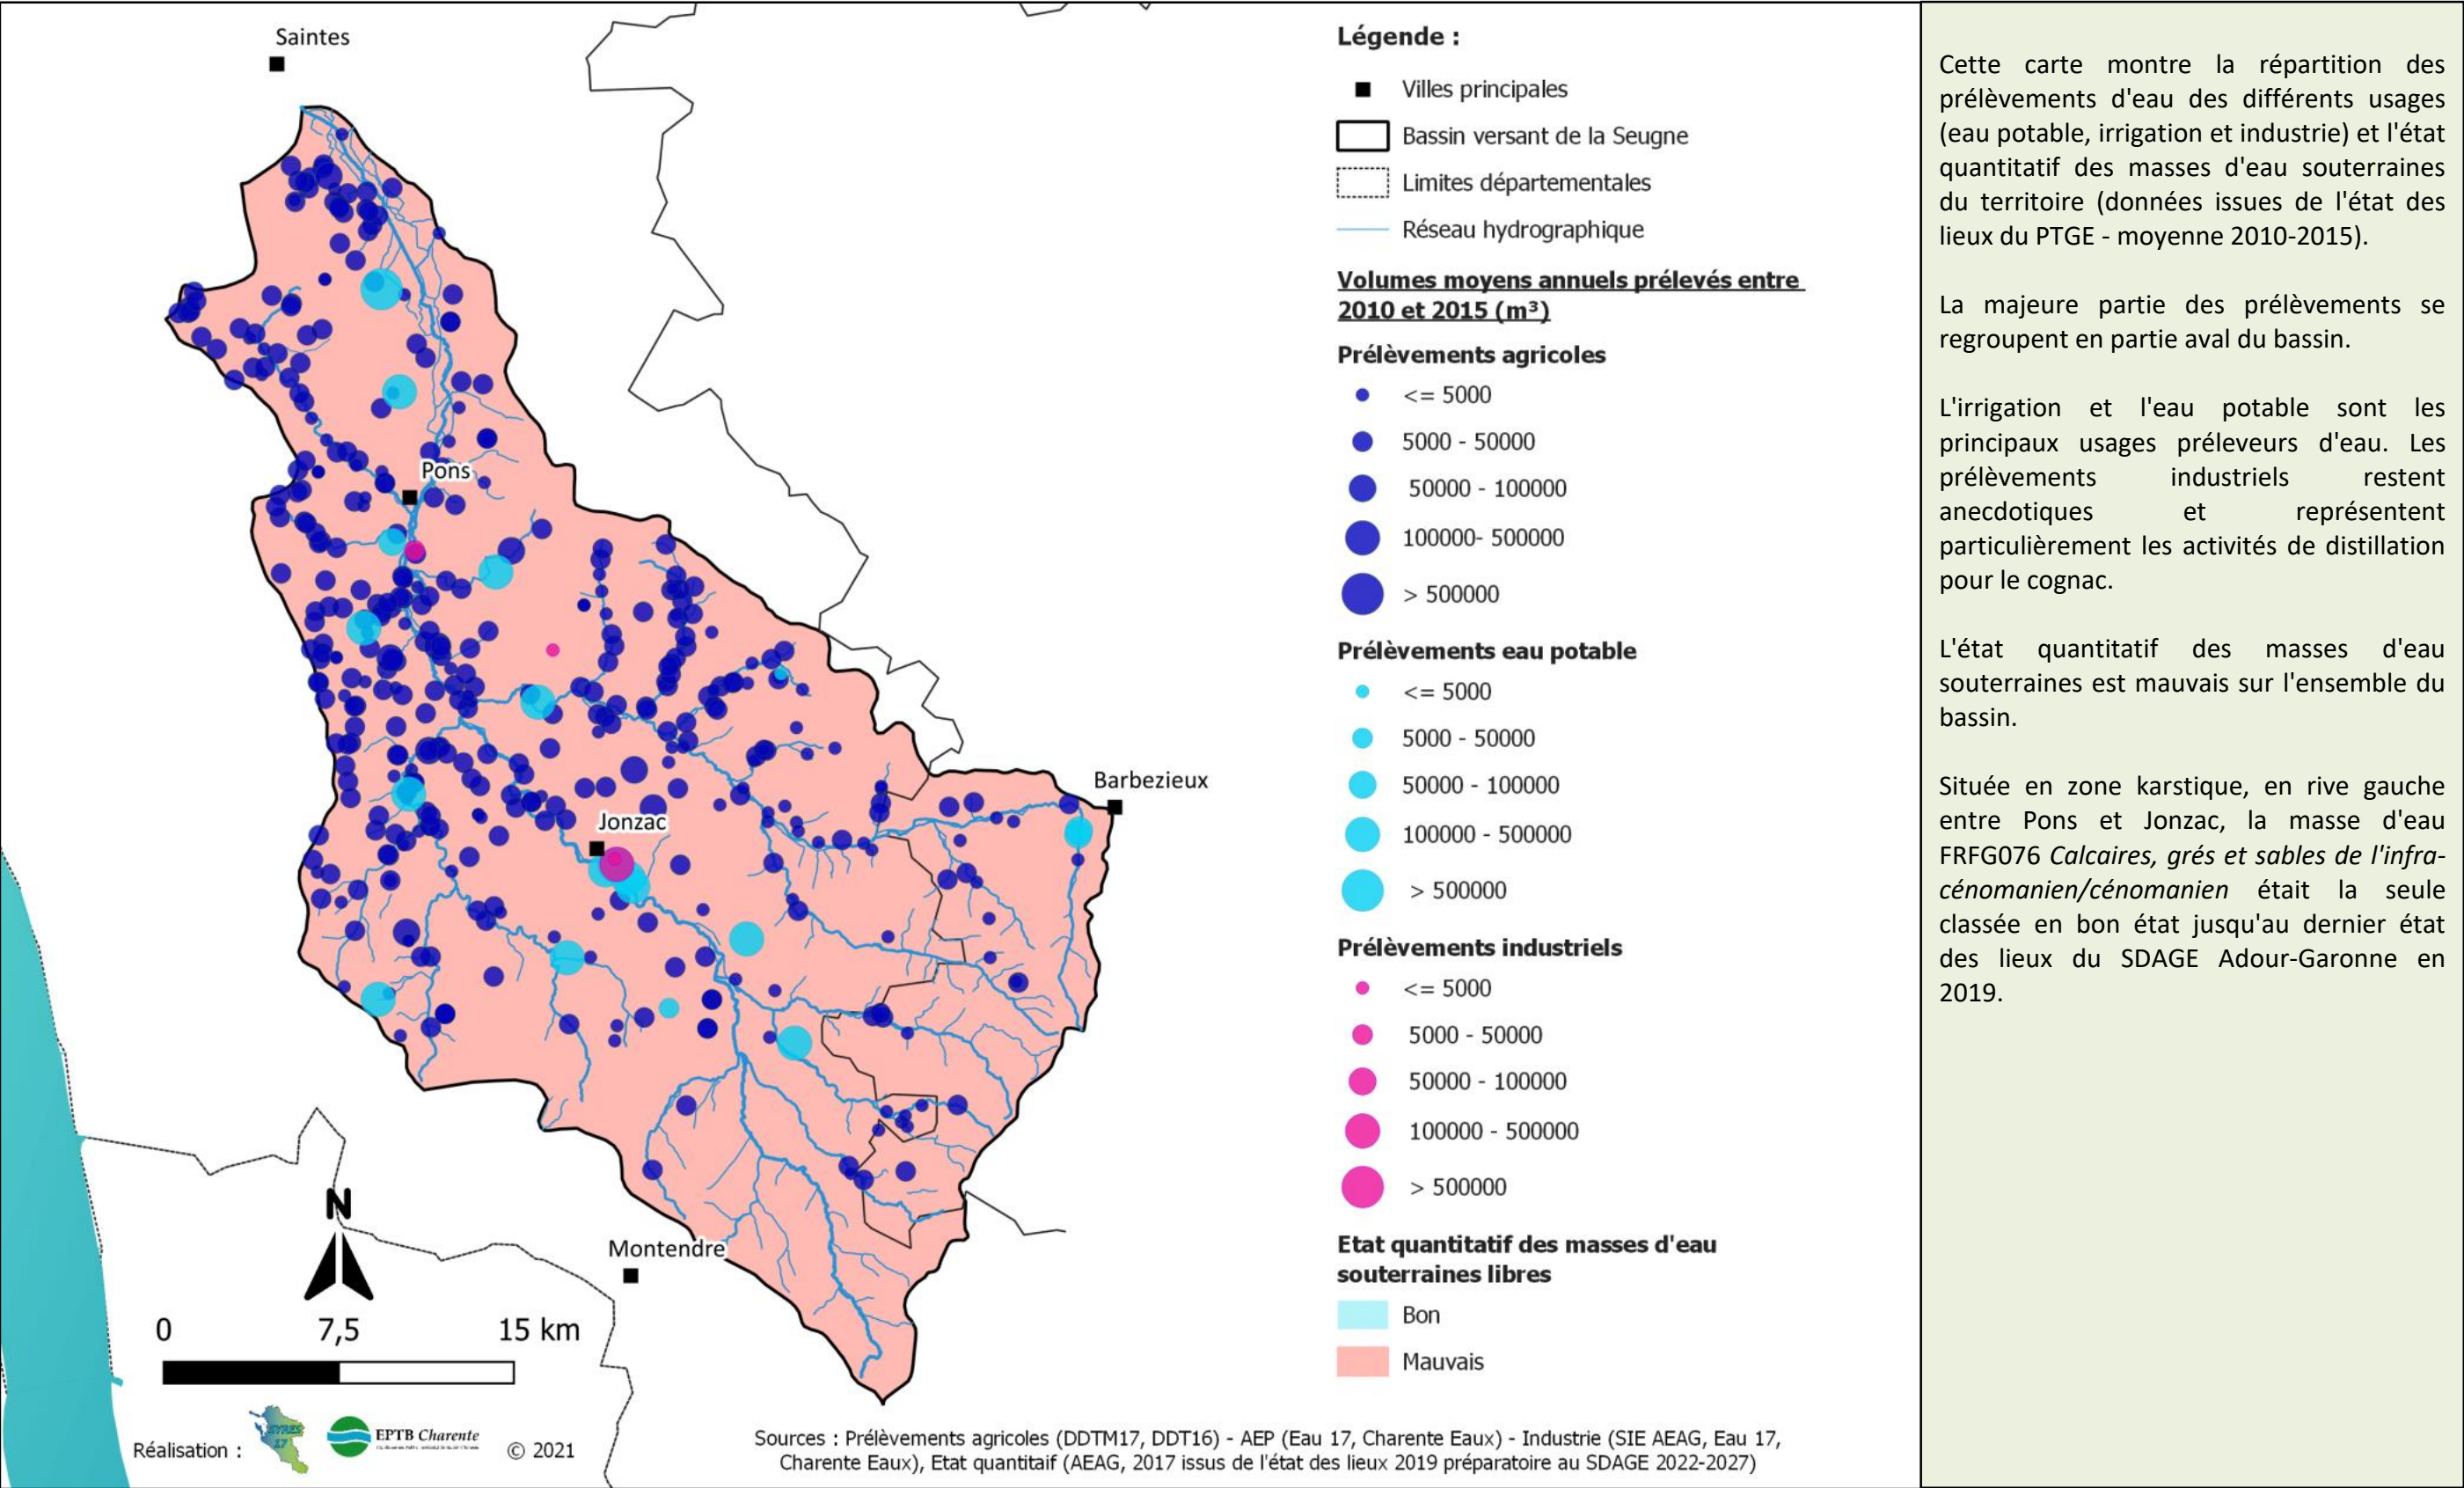 Saintes
Pons
Jonzac
Barbezieux
Montendre
N
0 7,5 15 km
Réalisation :
SYRES
17
EPTB Charente
© 2021
Légende :
Villes principales
Bassin versant de la Seugne
Limites départementales
Réseau hydrographique
Volumes moyens annuels prélevés entre
2010 et 2015 (m³)
Prélèvements agricoles
<= 5000
5000 - 50000
50000 - 100000
100000- 500000
> 500000
Prélèvements eau potable
<= 5000
5000 - 50000
50000 - 100000
100000 - 500000
> 500000
Prélèvements industriels
<= 5000
5000 - 50000
50000 - 100000
100000 - 500000
> 500000
Etat quantitatif des masses d'eau
souterraines libres
Bon
Mauvais
Sources : Prélèvements agricoles (DDTM17, DDT16) - AEP (Eau 17, Charente Eaux) - Industrie (SIE AEAG, Eau 17,
Charente Eaux), Etat quantitaif (AEAG, 2017 issus de l'état des lieux 2019 préparatoire au SDAGE 2022-2027)
Cette carte montre la répartition des
prélèvements d'eau des différents usages
(eau potable, irrigation et industrie) et l'état
quantitatif des masses d'eau souterraines
du territoire (données issues de l'état des
lieux du PTGE - moyenne 2010-2015).
La majeure partie des prélèvements se
regroupent en partie aval du bassin.
L'irrigation et l'eau potable sont les
principaux usages préleveurs d'eau. Les
prélèvements industriels restent
anecdotiques et représentent
particulièrement les activités de distillation
pour le cognac.
L'état quantitatif des masses d'eau
souterraines est mauvais sur l'ensemble du
bassin.
Située en zone karstique, en rive gauche
entre Pons et Jonzac, la masse d'eau
FRFG076 Calcaires, grés et sables de l'infra-
cénomanien/cénomanien était la seule
classée en bon état jusqu'au dernier état
des lieux du SDAGE Adour-Garonne en
2019.